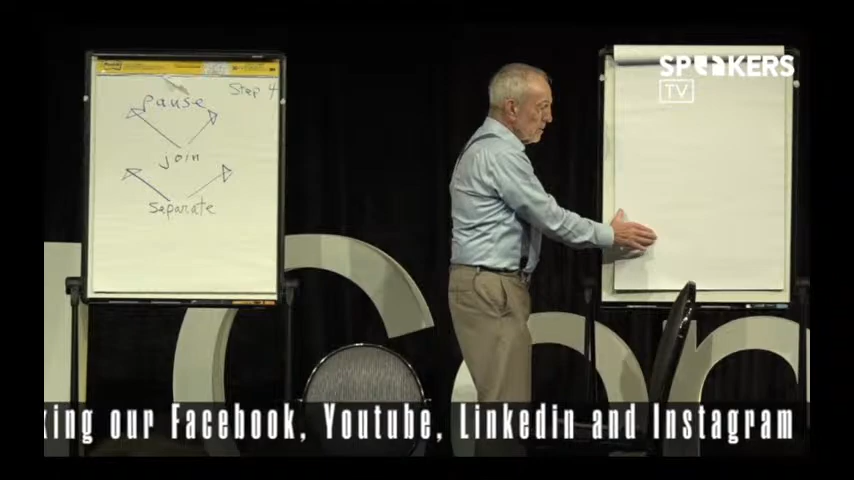 Step 4
pause
join
separate
SPEAKERS
TV
king our Facebook, Youtube, Linkedin and Instagram